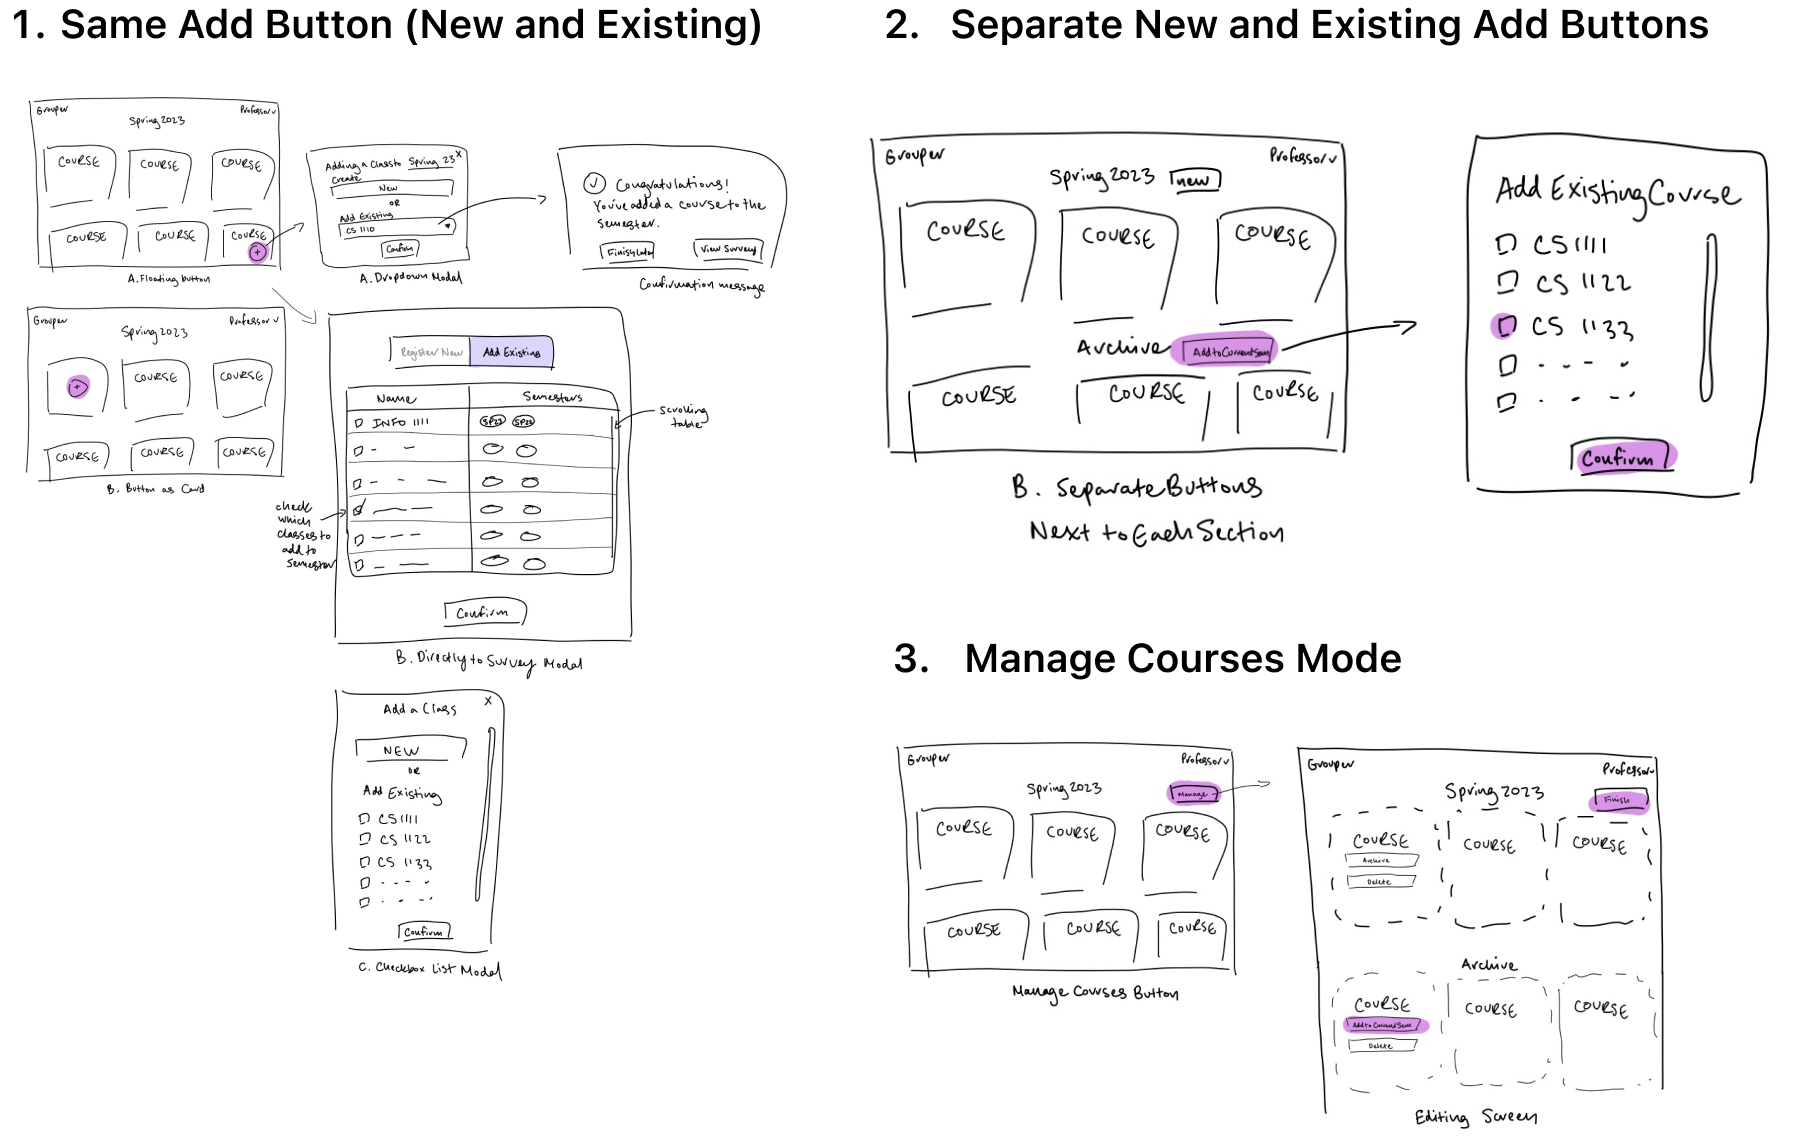 1. Same Add Button (New and Existing)
Grouper
Professor v
Spring 2023
COURSE
COURSE
COURSE
COURSE
COURSE
COURSE
+
A. Floating button
Adding a Class to Spring 23
X
Create
New
OR
Add Existing
CS 1110
Confirm
A. Dropdown Modal
Congratulations!
You've added a course to the
semester.
Finish Later
View Survey
Confirmation message
Grouper
Professor v
Spring 2023
+
COURSE
COURSE
COURSE
COURSE
COURSE
B. Button as Card
Register New
Add Existing
Name
Semesters
INFO 1111
SP23
SP22
scrolling
table
check
which
classes to
add to
semester
Confirm
B. Directly to Survey Modal
Add a Class
X
NEW
OR
Add Existing
CS 1111
CS 1122
CS 1133
Confirm
C. Checkbox List Modal
2. Separate New and Existing Add Buttons
Grouper
Professor v
Spring 2023
new
COURSE
COURSE
COURSE
Archive
Add to Current Sem
COURSE
COURSE
COURSE
B. Separate Buttons
Next to Each Section
Add Existing Course
CS 1111
CS 1122
CS 1133
Confirm
3. Manage Courses Mode
Grouper
Professor v
Spring 2023
Manage
COURSE
COURSE
COURSE
COURSE
COURSE
COURSE
Manage Courses Button
Grouper
Professor v
Spring 2023
Finish
COURSE
Archive
Delete
COURSE
COURSE
Archive
COURSE
Add to Current Sem
Delete
COURSE
COURSE
Editing Screen